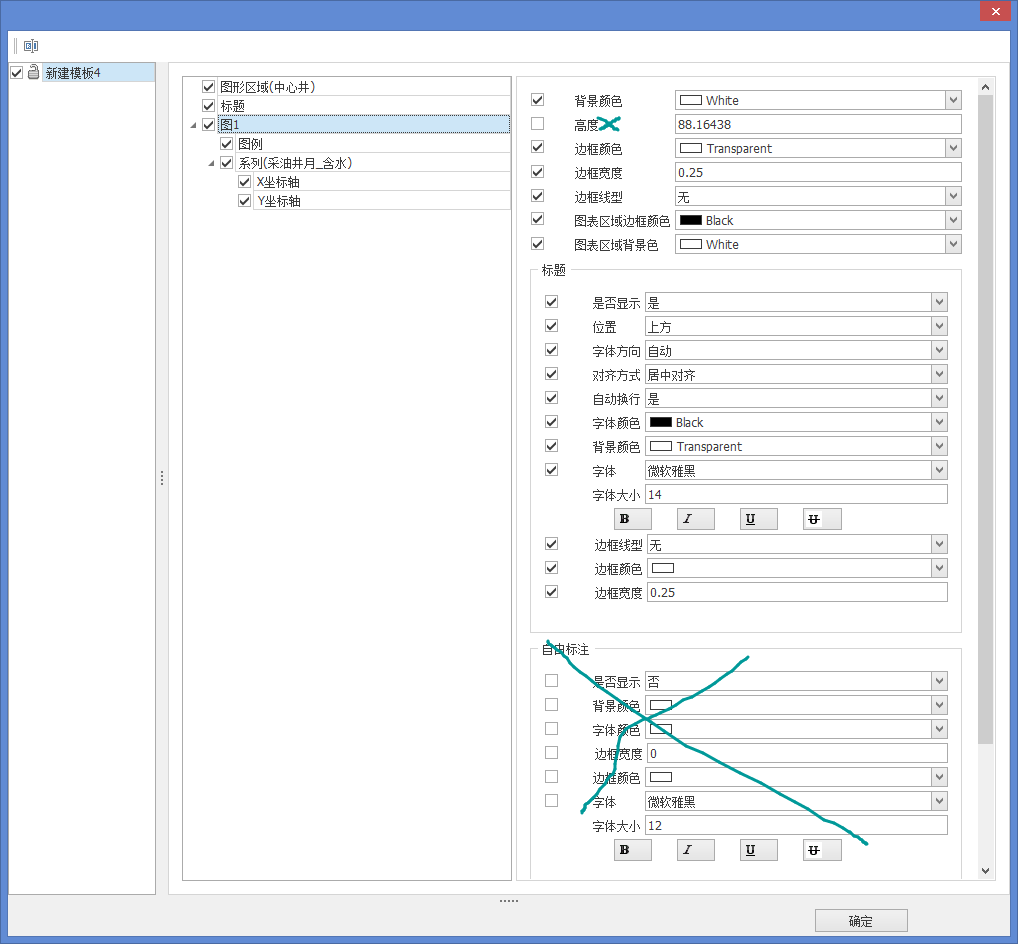 新建模板4
图形区域(中心井)
标题
图1
图例
系列(采油井月_含水)
X坐标轴
Y坐标轴
背景颜色 White
高度 88.16438
边框颜色 Transparent
边框宽度 0.25
边框线型 无
图表区域边框颜色 Black
图表区域背景色 White
标题
是否显示 是
位置 上方
字体方向 自动
对齐方式 居中对齐
自动换行 是
字体颜色 Black
背景颜色 Transparent
字体 微软雅黑
字体大小 14
B I U U
边框线型 无
边框颜色
边框宽度 0.25
自由标注
是否显示 否
背景颜色
字体颜色
边框宽度 0
边框颜色
字体 微软雅黑
字体大小 12
B I U U
确定